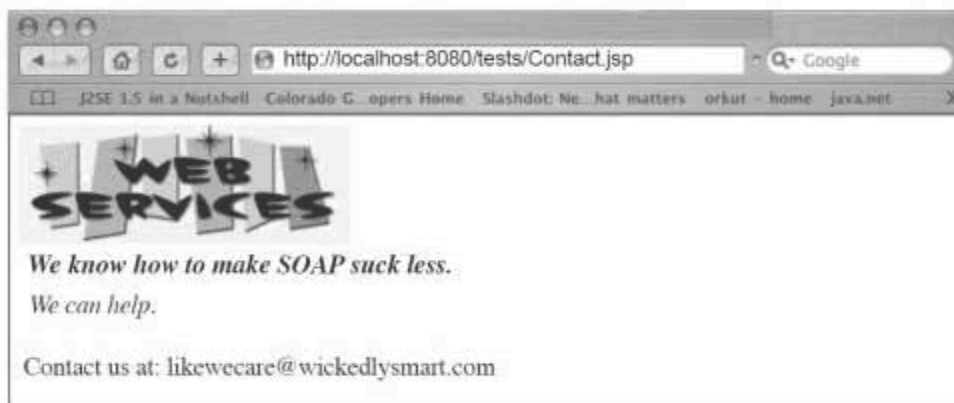 http://localhost:8080/tests/Contact.jsp
Google
J2SE 1.5 in a Nutshell Colorado G...opers Home Slashdot: Ne...hat matters orkut - home java.net
WEB
SERVICES
We know how to make SOAP suck less.
We can help.
Contact us at: likewecare@wickedlysmart.com